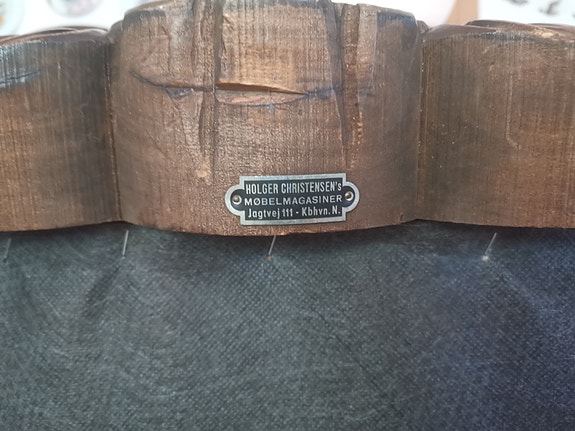 HOLGER CHRISTENSEN's
MØBELMAGASINER
Jagtvej 111 - Kbhvn. N.